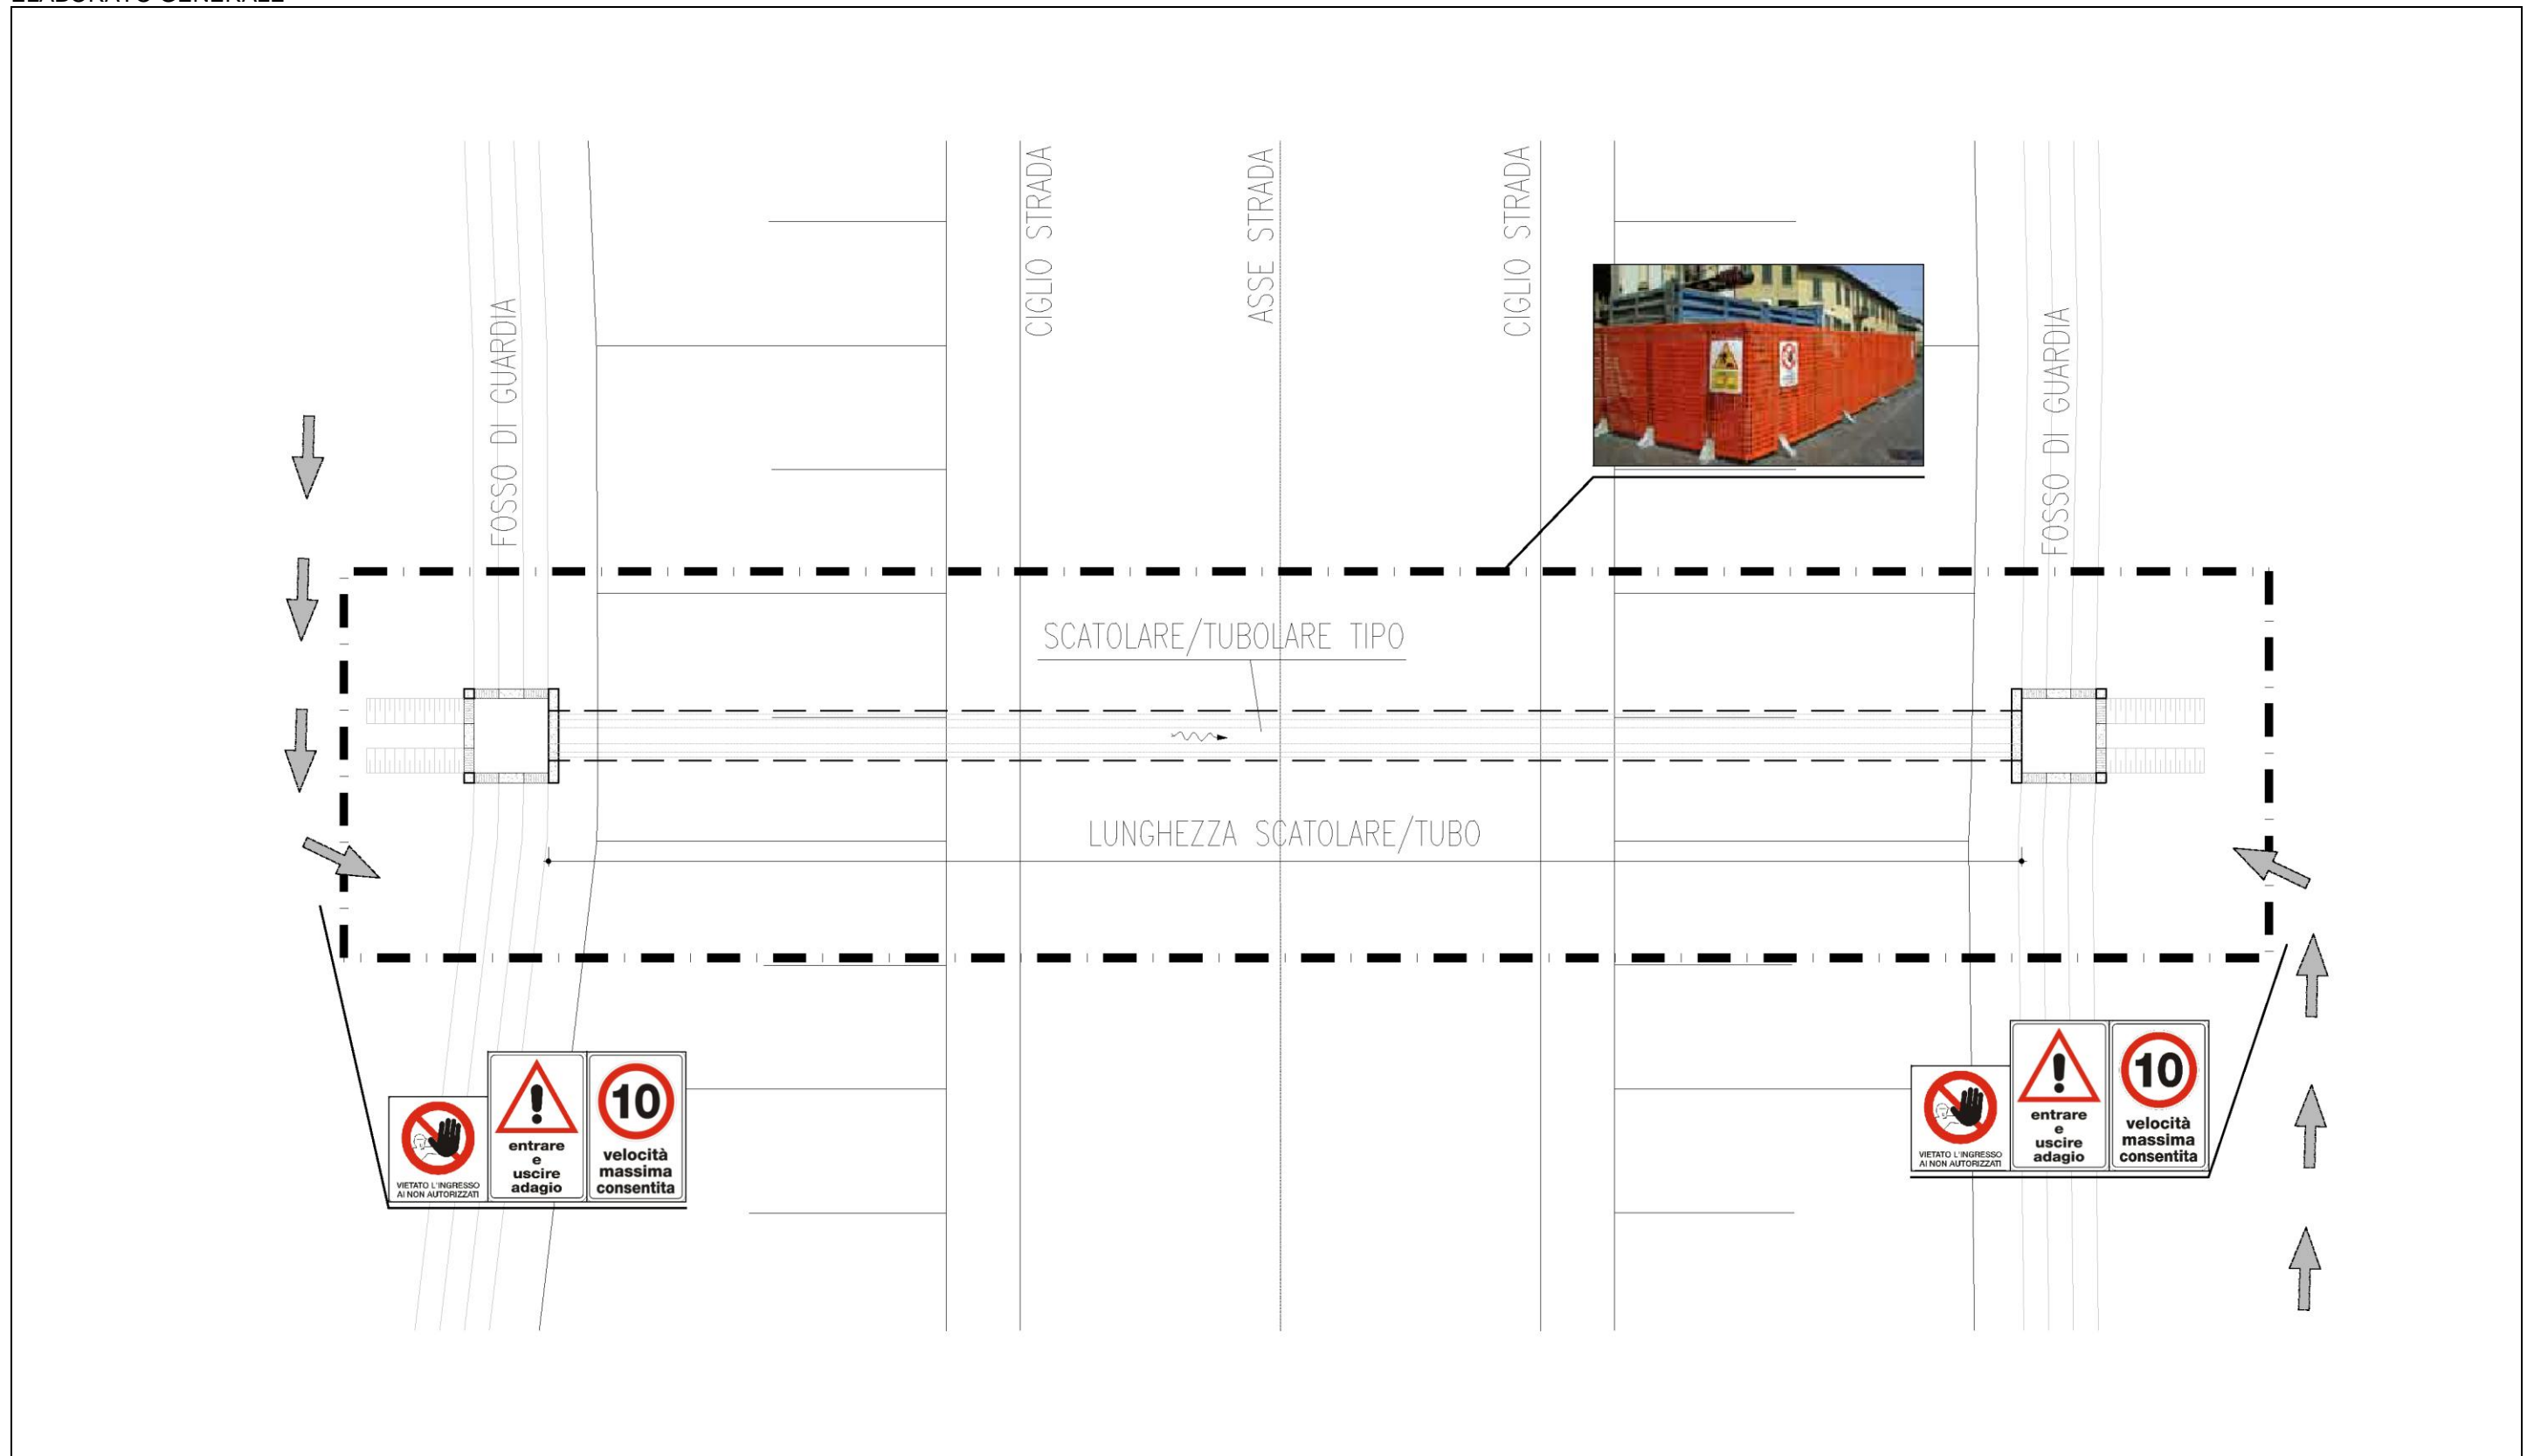 ELABORATO GENERALE
CIGLIO STRADA
ASSE STRADA
CIGLIO STRADA
FOSSO DI GUARDIA
FOSSO DI GUARDIA
SCATOLARE/TUBOLARE TIPO
LUNGHEZZA SCATOLARE/TUBO
VIETATO L'INGRESSO
AI NON AUTORIZZATI
entrare
e
uscire
adagio
10
velocità
massima
consentita
VIETATO L'INGRESSO
AI NON AUTORIZZATI
entrare
e
uscire
adagio
10
velocità
massima
consentita